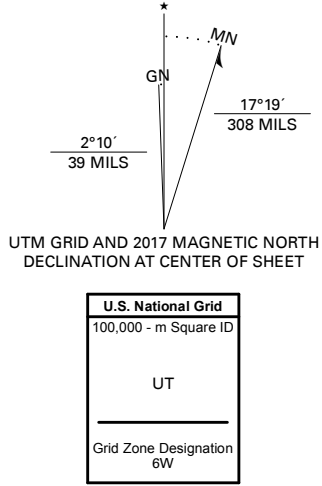 ★
MN
GN
17°19´
308 MILS
2°10´
39 MILS
UTM GRID AND 2017 MAGNETIC NORTH
DECLINATION AT CENTER OF SHEET
U.S. National Grid
100,000 - m Square ID
UT
Grid Zone Designation
6W